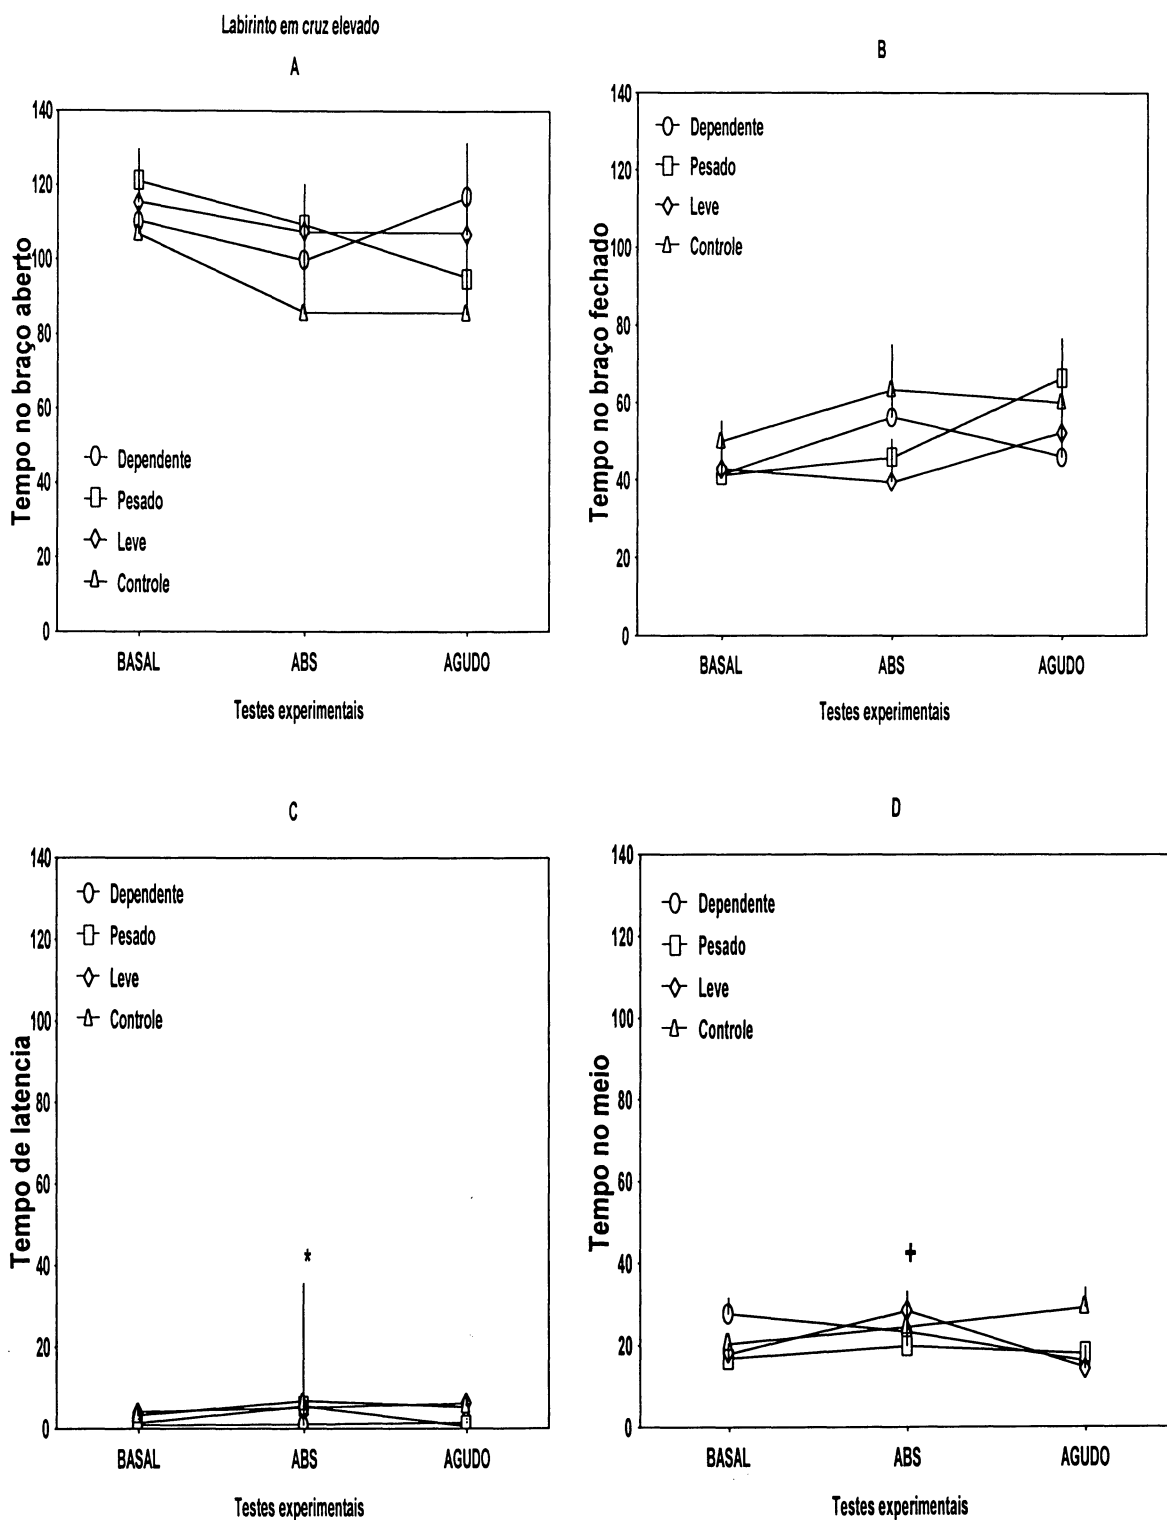 Labirinto em cruz elevado
A
Tempo no braço aberto
140
120
100
80
60
40
20
0
Dependente
Pesado
Leve
Controle
BASAL ABS AGUDO
Testes experimentais
B
Tempo no braço fechado
140
120
100
80
60
40
20
0
Dependente
Pesado
Leve
Controle
BASAL ABS AGUDO
Testes experimentais
C
Tempo de latencia
140
120
100
80
60
40
20
0
Dependente
Pesado
Leve
Controle
*
BASAL ABS AGUDO
Testes experimentais
D
Tempo no meio
140
120
100
80
60
40
20
0
Dependente
Pesado
Leve
Controle
+
BASAL ABS AGUDO
Testes experimentais